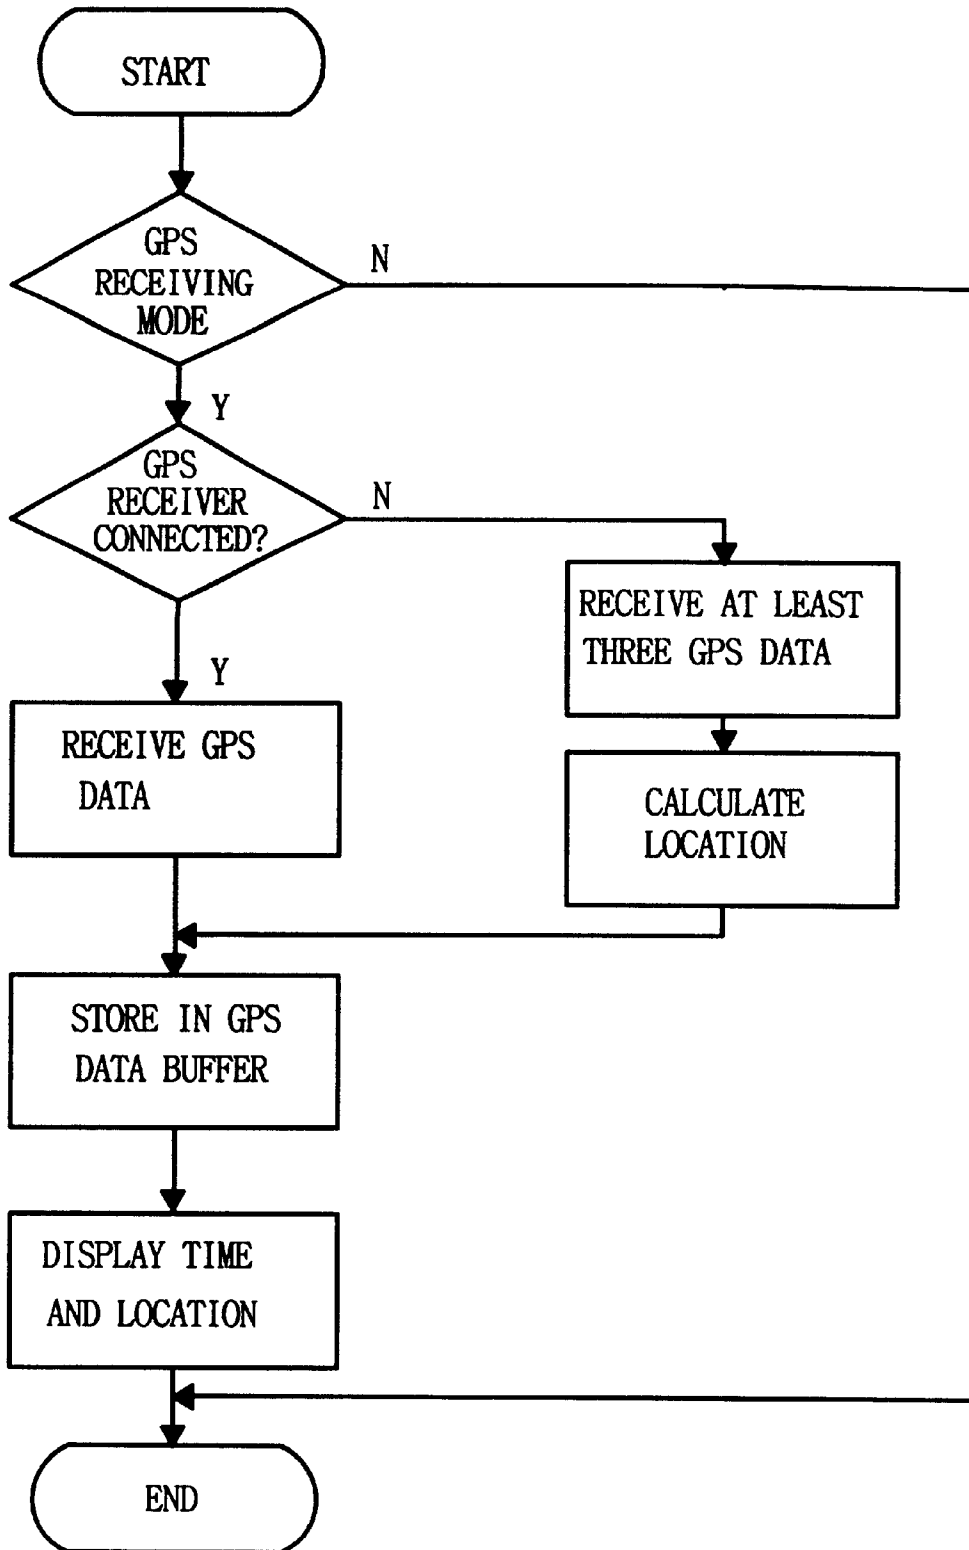 START
GPS
RECEIVING
MODE
N
Y
GPS
RECEIVER
CONNECTED?
N
Y
RECEIVE AT LEAST
THREE GPS DATA
RECEIVE GPS
DATA
CALCULATE
LOCATION
STORE IN GPS
DATA BUFFER
DISPLAY TIME
AND LOCATION
END